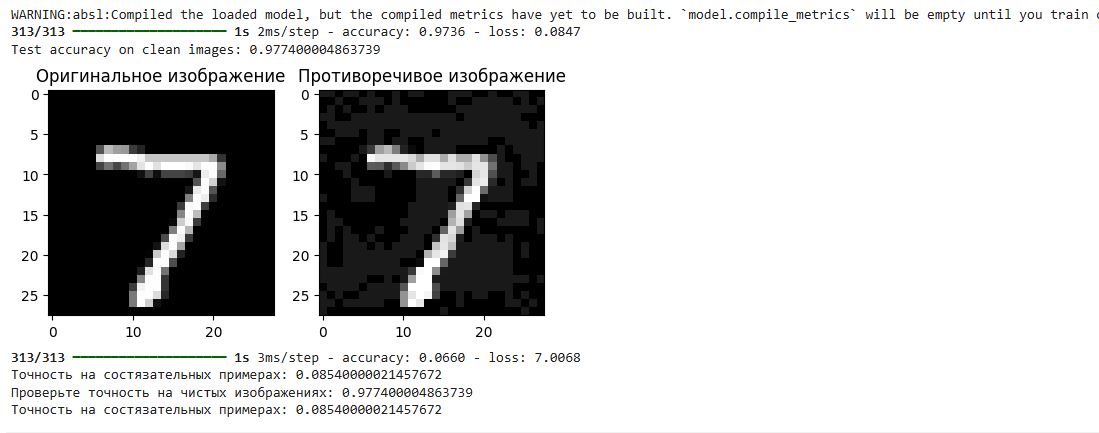 WARNING:absl:Compiled the loaded model, but the compiled metrics have yet to be built. `model.compile_metrics` will be empty until you train
313/313 ━━━━━━━━━━━━━━━━━━━━ 1s 2ms/step - accuracy: 0.9736 - loss: 0.0847
Test accuracy on clean images: 0.977400004863739
Оригинальное изображение Противоречивое изображение
0 0
5 5
10 10
15 15
20 20
25 25
0 10 20 0 10 20
313/313 ━━━━━━━━━━━━━━━━━━━━ 1s 3ms/step - accuracy: 0.0660 - loss: 7.0068
Точность на состязательных примерах: 0.08540000021457672
Проверьте точность на чистых изображениях: 0.977400004863739
Точность на состязательных примерах: 0.08540000021457672